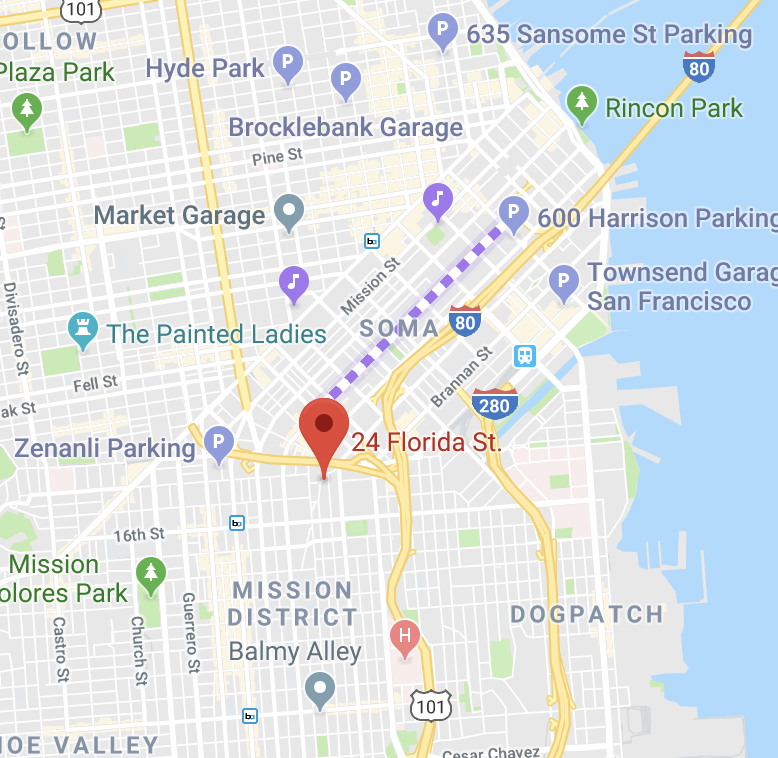 101
OLLOW
635 Sansome St Parking
Plaza Park
Hyde Park
P
P
P
80
Rincon Park
Brocklebank Garage
Pine St
Market Garage
P
600 Harrison Parking
Mission St
Divisadero St
P
Townsend Garag
San Francisco
The Painted Ladies
SOMA
80
Fell St
Brannan St
ak St
280
Zenanli Parking
P
24 Florida St.
16th St
Mission
olores Park
MISSION
DISTRICT
DOGPATCH
Castro St
Church St
Guerrero St
Balmy Alley
H
101
OE VALLEY
Cesar Chavez